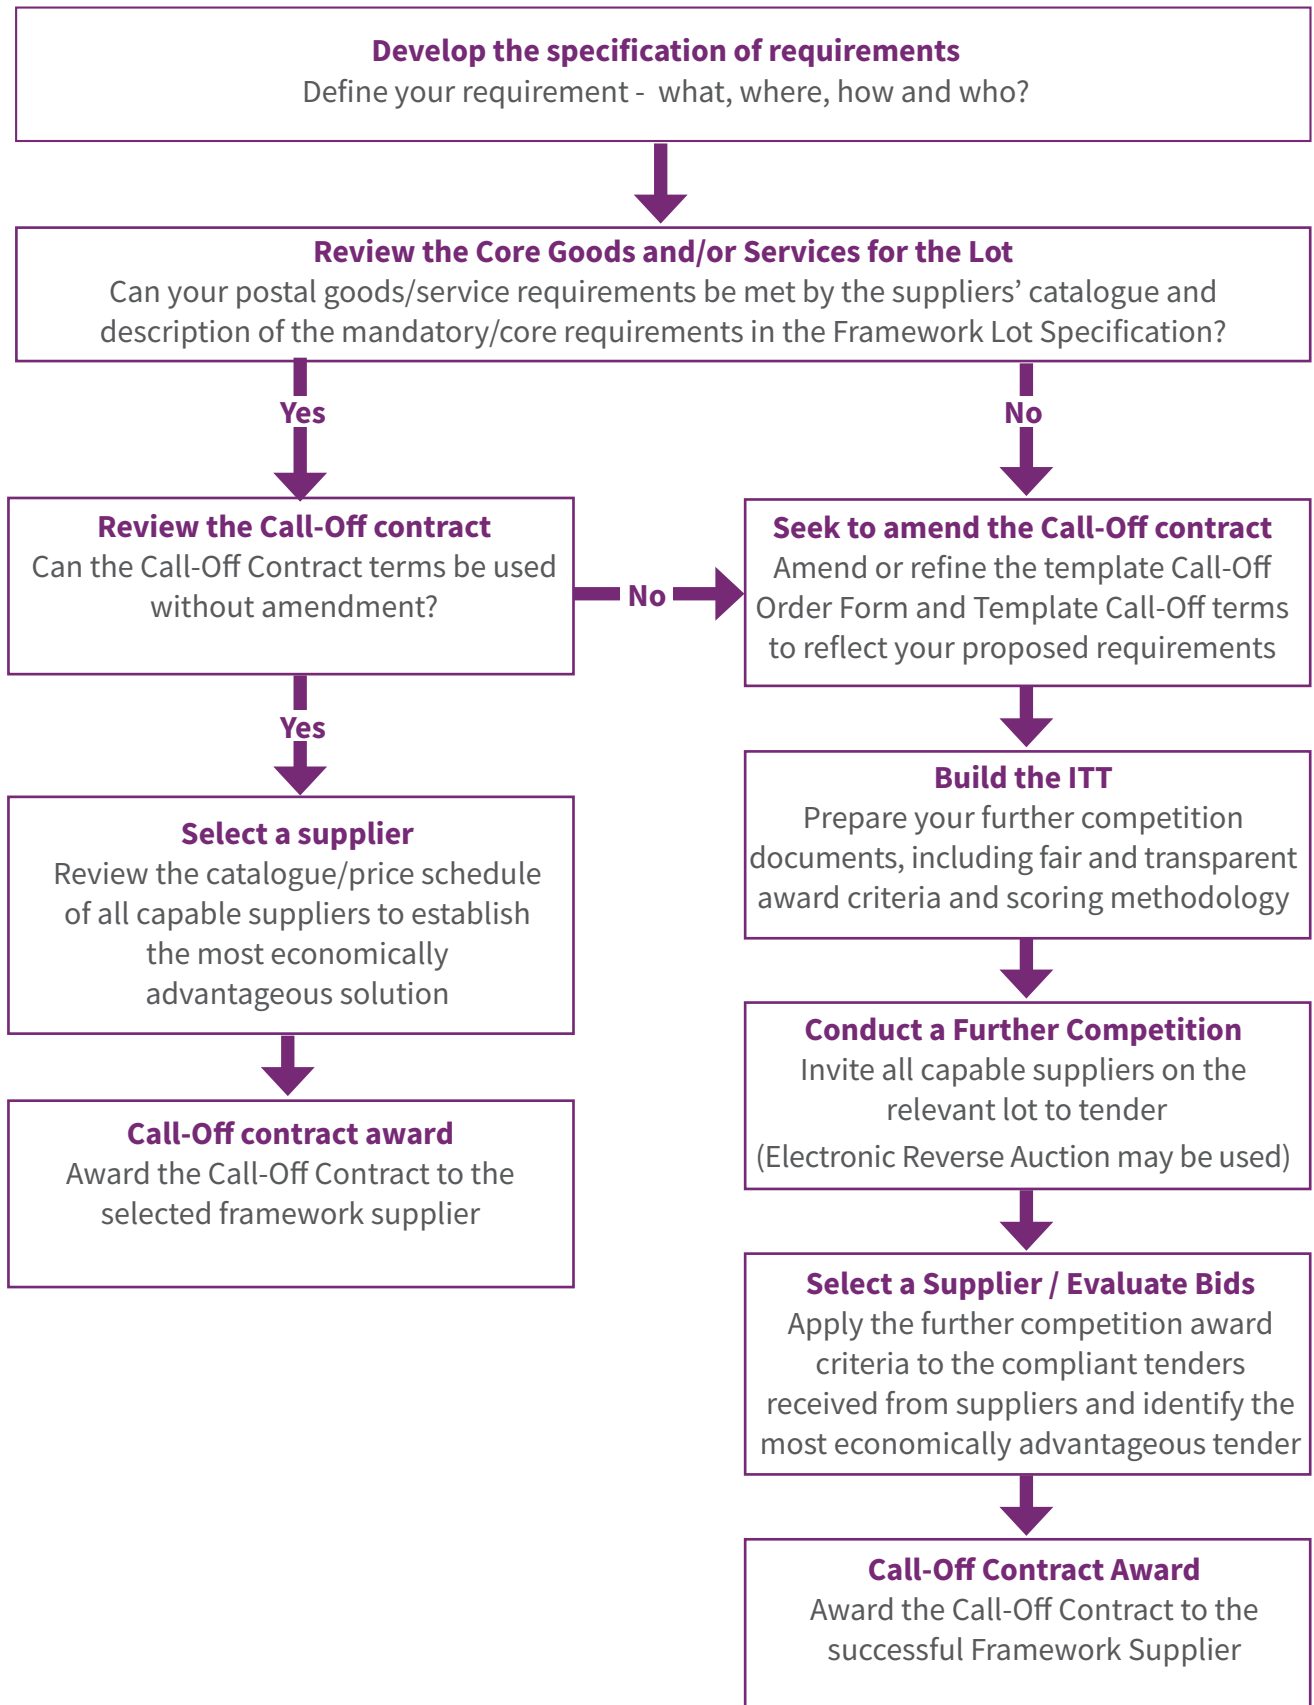 Develop the specification of requirements
Define your requirement - what, where, how and who?
Review the Core Goods and/or Services for the Lot
Can your postal goods/service requirements be met by the suppliers’ catalogue and
description of the mandatory/core requirements in the Framework Lot Specification?
Yes
No
Review the Call-Off contract
Can the Call-Off Contract terms be used
without amendment?
No
Seek to amend the Call-Off contract
Amend or refine the template Call-Off
Order Form and Template Call-Off terms
to reflect your proposed requirements
Yes
Select a supplier
Review the catalogue/price schedule
of all capable suppliers to establish
the most economically
advantageous solution
Call-Off contract award
Award the Call-Off Contract to the
selected framework supplier
Build the ITT
Prepare your further competition
documents, including fair and transparent
award criteria and scoring methodology
Conduct a Further Competition
Invite all capable suppliers on the
relevant lot to tender
(Electronic Reverse Auction may be used)
Select a Supplier / Evaluate Bids
Apply the further competition award
criteria to the compliant tenders
received from suppliers and identify the
most economically advantageous tender
Call-Off Contract Award
Award the Call-Off Contract to the
successful Framework Supplier